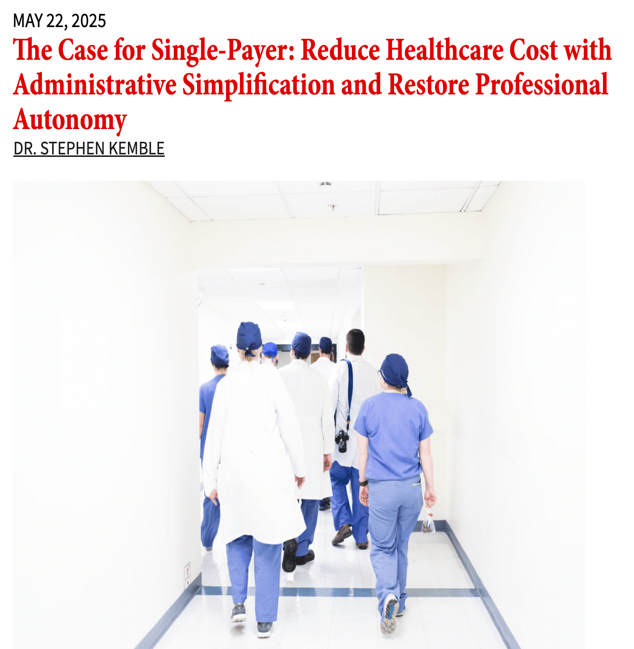 MAY 22, 2025
The Case for Single-Payer: Reduce Healthcare Cost with
Administrative Simplification and Restore Professional
Autonomy
DR. STEPHEN KEMBLE